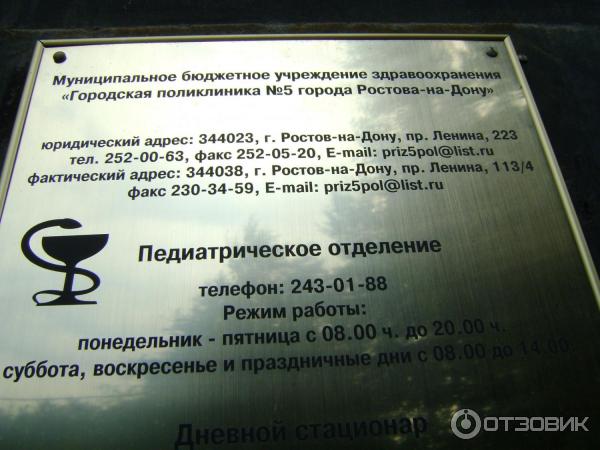 Муниципальное бюджетное учреждение здравоохранения
«Городская поликлиника №5 города Ростова-на-Дону»
юридический адрес: 344023, г. Ростов-на-Дону, пр. Ленина, 223
тел. 252-00-63, факс 252-05-20, E-mail: priz5pol@list.ru
фактический адрес: 344038, г. Ростов-на-Дону, пр. Ленина, 113/4
факс 230-34-59, E-mail: priz5pol@list.ru
Педиатрическое отделение
телефон: 243-01-88
Режим работы:
понедельник - пятница с 08.00 ч. до 20.00 ч.
суббота, воскресенье и праздничные дни с 08.00 до 14.00
Дневной стационар
ОТЗОВИК